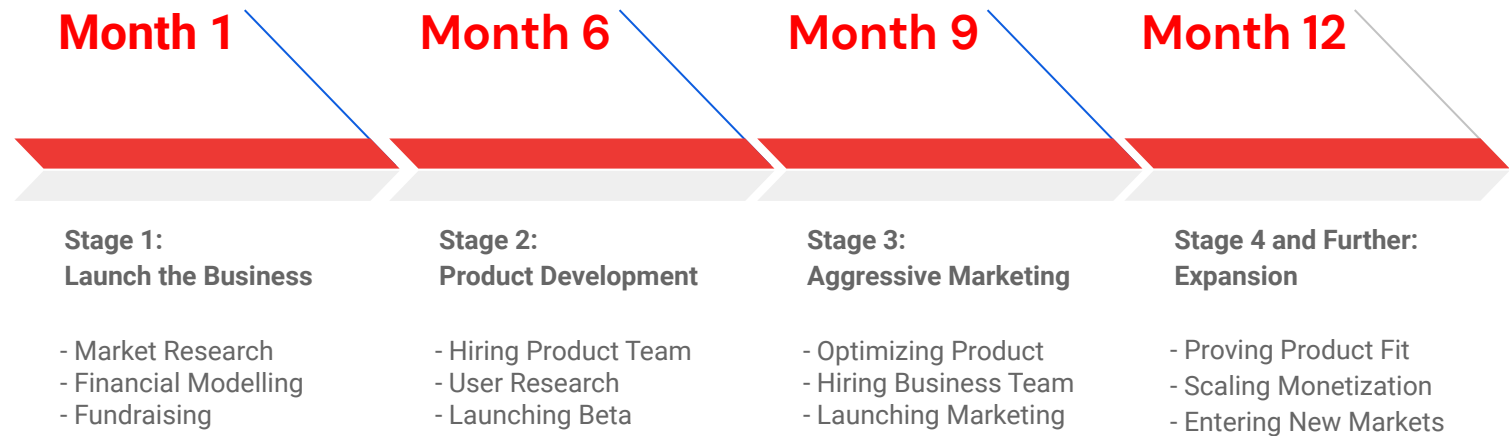 Month 1
Month 6
Month 9
Month 12
Stage 1:
Launch the Business
- Market Research
- Financial Modelling
- Fundraising
Stage 2:
Product Development
- Hiring Product Team
- User Research
- Launching Beta
Stage 3:
Aggressive Marketing
- Optimizing Product
- Hiring Business Team
- Launching Marketing
Stage 4 and Further:
Expansion
- Proving Product Fit
- Scaling Monetization
- Entering New Markets